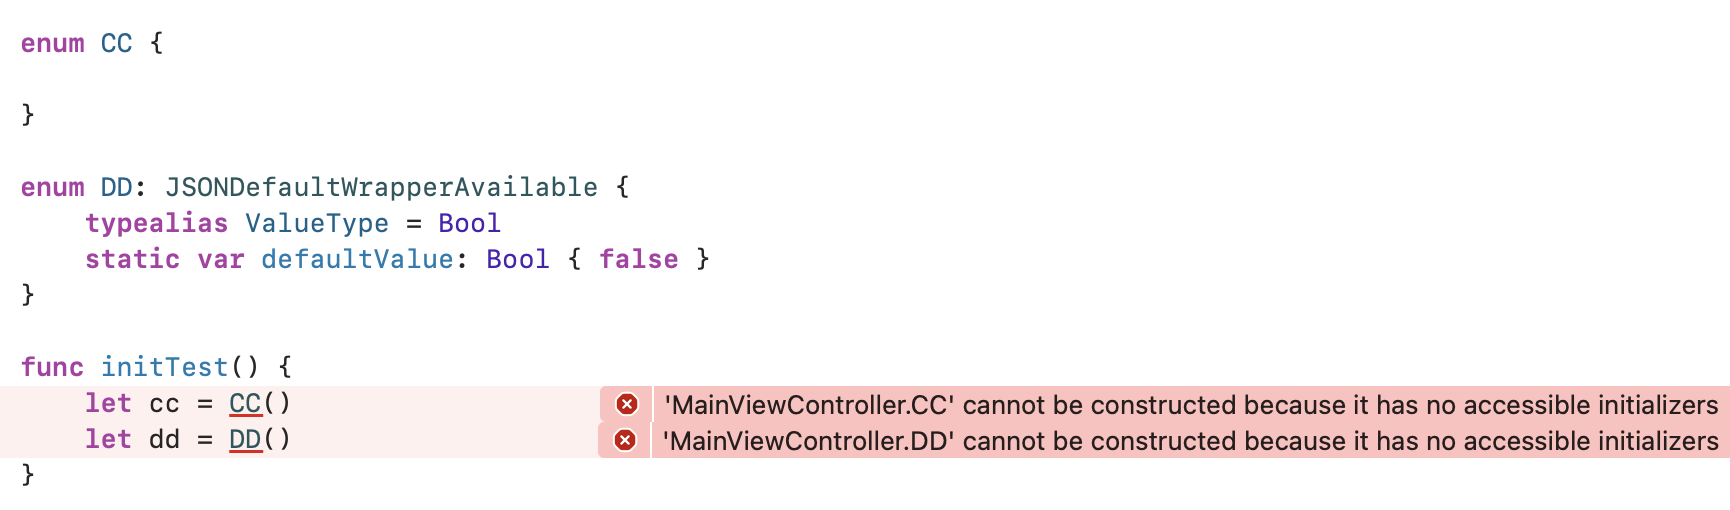 enum CC {
}
enum DD: JSONDefaultWrapperAvailable {
    typealias ValueType = Bool
    static var defaultValue: Bool { false }
}
func initTest() {
    let cc = CC() 'MainViewController.CC' cannot be constructed because it has no accessible initializers
    let dd = DD() 'MainViewController.DD' cannot be constructed because it has no accessible initializers
}